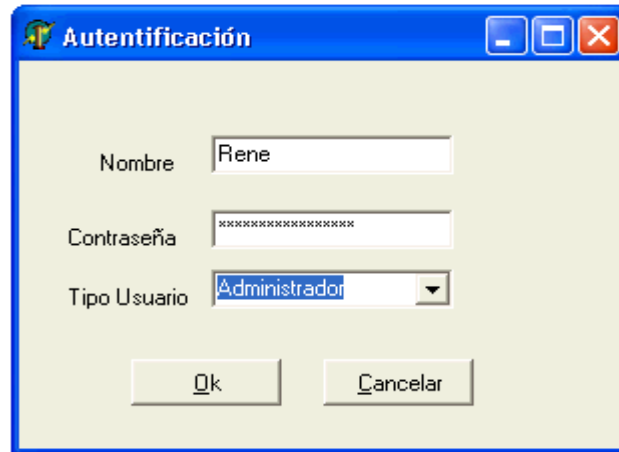 Autentificación
Nombre Rene
Contraseña *****************
Tipo Usuario Administrador
Ok Cancelar